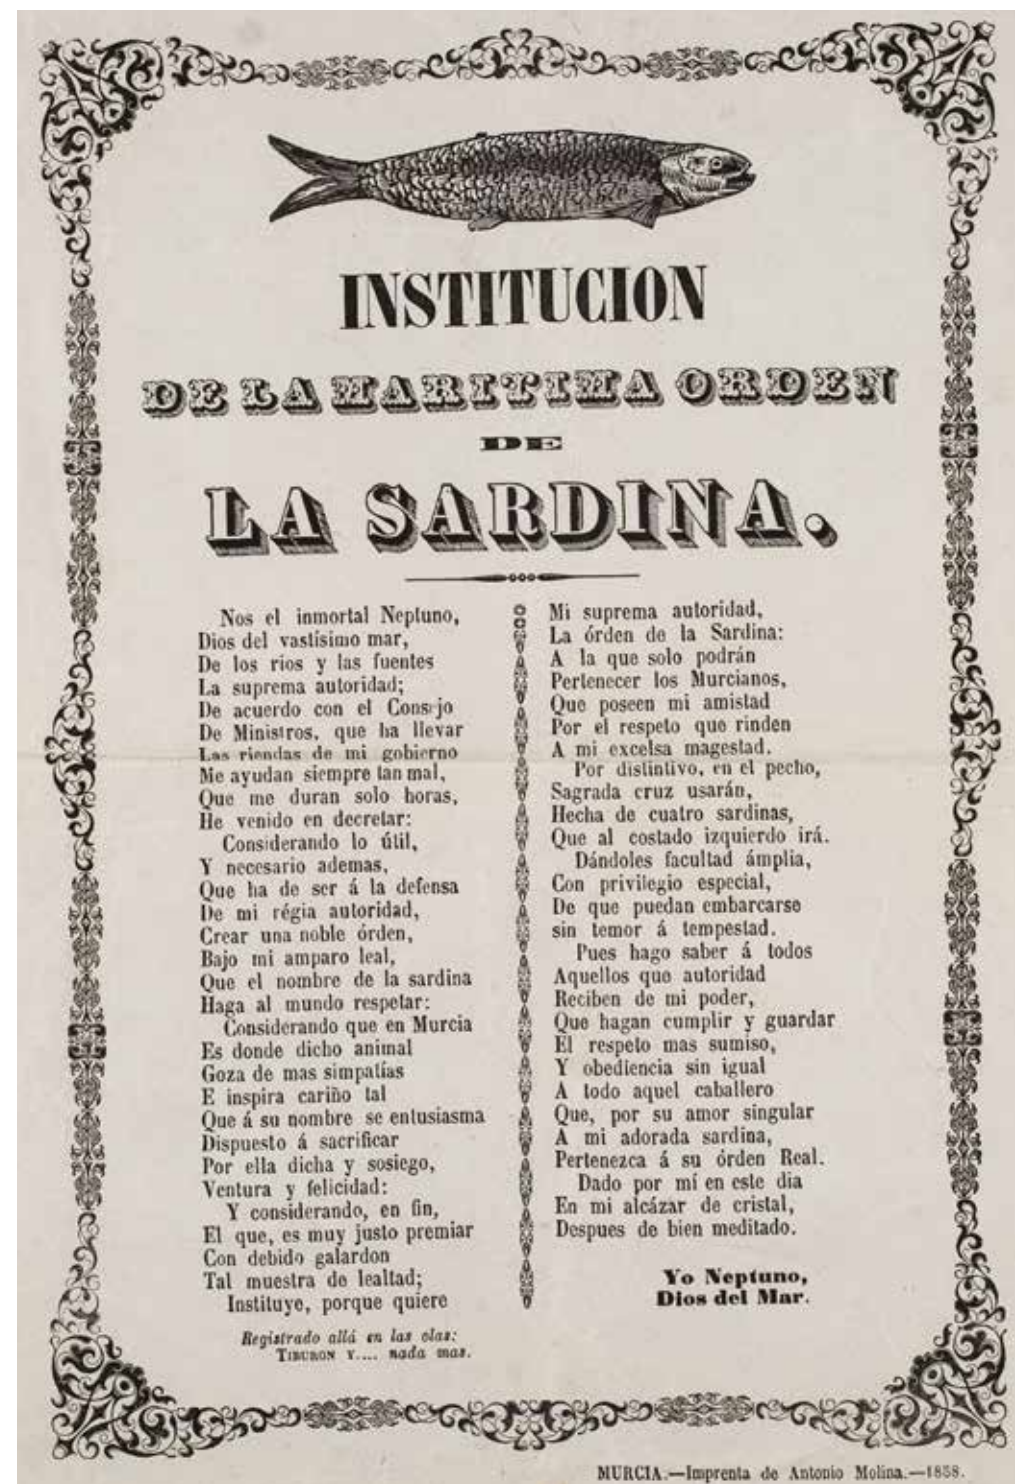 INSTITUCION
DE LA MARITIMA ORDEN
DE
LA SARDINA.
Nos el inmortal Neptuno,
Dios del vastísimo mar,
De los rios y las fuentes
La suprema autoridad;
De acuerdo con el Consejo
De Ministros, que ha llevar
Las riendas de mi gobierno
Me ayudan siempre tan mal,
Que me duran solo horas,
He venido en decretar:
Considerando lo útil,
Y necesario ademas,
Que ha de ser á la defensa
De mi régia autoridad,
Crear una noble órden,
Bajo mi amparo leal,
Que el nombre de la sardina
Haga al mundo respetar:
Considerando que en Murcia
Es donde dicho animal
Goza de mas simpatías
E inspira cariño tal
Que á su nombre se entusiasma
Dispuesto á sacrificar
Por ella dicha y sosiego,
Ventura y felicidad:
Y considerando, en fin,
El que, es muy justo premiar
Con debido galardon
Tal muestra de lealtad;
Instituye, porque quiere
Registrado allá en las olas:
TIBURON Y.... nada mas.
Mi suprema autoridad,
La órden de la Sardina:
A la que solo podrán
Pertenecer los Murcianos,
Que poseen mi amistad
Por el respeto que rinden
A mi excelsa magestad.
Por distintivo, en el pecho,
Sagrada cruz usarán,
Hecha de cuatro sardinas,
Que al costado izquierdo irá.
Dándoles facultad ámplia,
Con privilegio especial,
De que puedan embarcarse
sin temor á tempestad.
Pues hago saber á todos
Aquellos que autoridad
Reciben de mi poder,
Que hagan cumplir y guardar
El respeto mas sumiso,
Y obediencia sin igual
A todo aquel caballero
Que, por su amor singular
A mi adorada sardina,
Pertenezca á su órden Real.
Dado por mí en este dia
En mi alcázar de cristal,
Despues de bien meditado.
Yo Neptuno,
Dios del Mar.
MURCIA.—Imprenta de Antonio Molina.—1858.